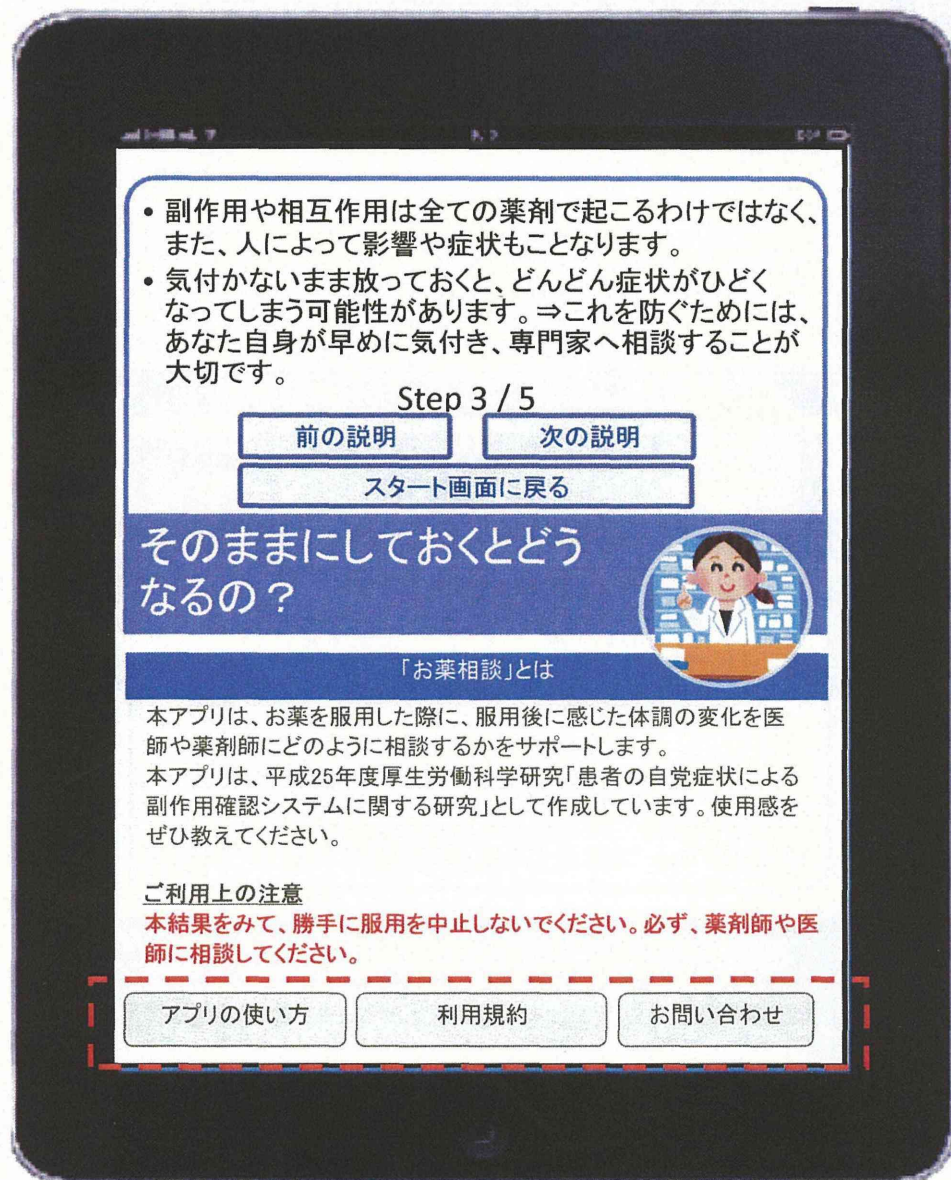 • 副作用や相互作用は全ての薬剤で起こるわけではなく、
また、人によって影響や症状もことなります。
• 気付かないまま放っておくと、どんどん症状がひどく
なってしまう可能性があります。⇒これを防ぐためには、
あなた自身が早めに気付き、専門家へ相談することが
大切です。
Step 3 / 5
前の説明 次の説明
スタート画面に戻る
そのままにしておくとどう
なるの？
「お薬相談」とは
本アプリは、お薬を服用した際に、服用後に感じた体調の変化を医
師や薬剤師にどのように相談するかをサポートします。
本アプリは、平成25年度厚生労働科学研究「患者の自覚症状による
副作用確認システムに関する研究」として作成しています。使用感を
ぜひ教えてください。
ご利用上の注意
本結果をみて、勝手に服用を中止しないでください。必ず、薬剤師や医
師に相談してください。
アプリの使い方 利用規約 お問い合わせ